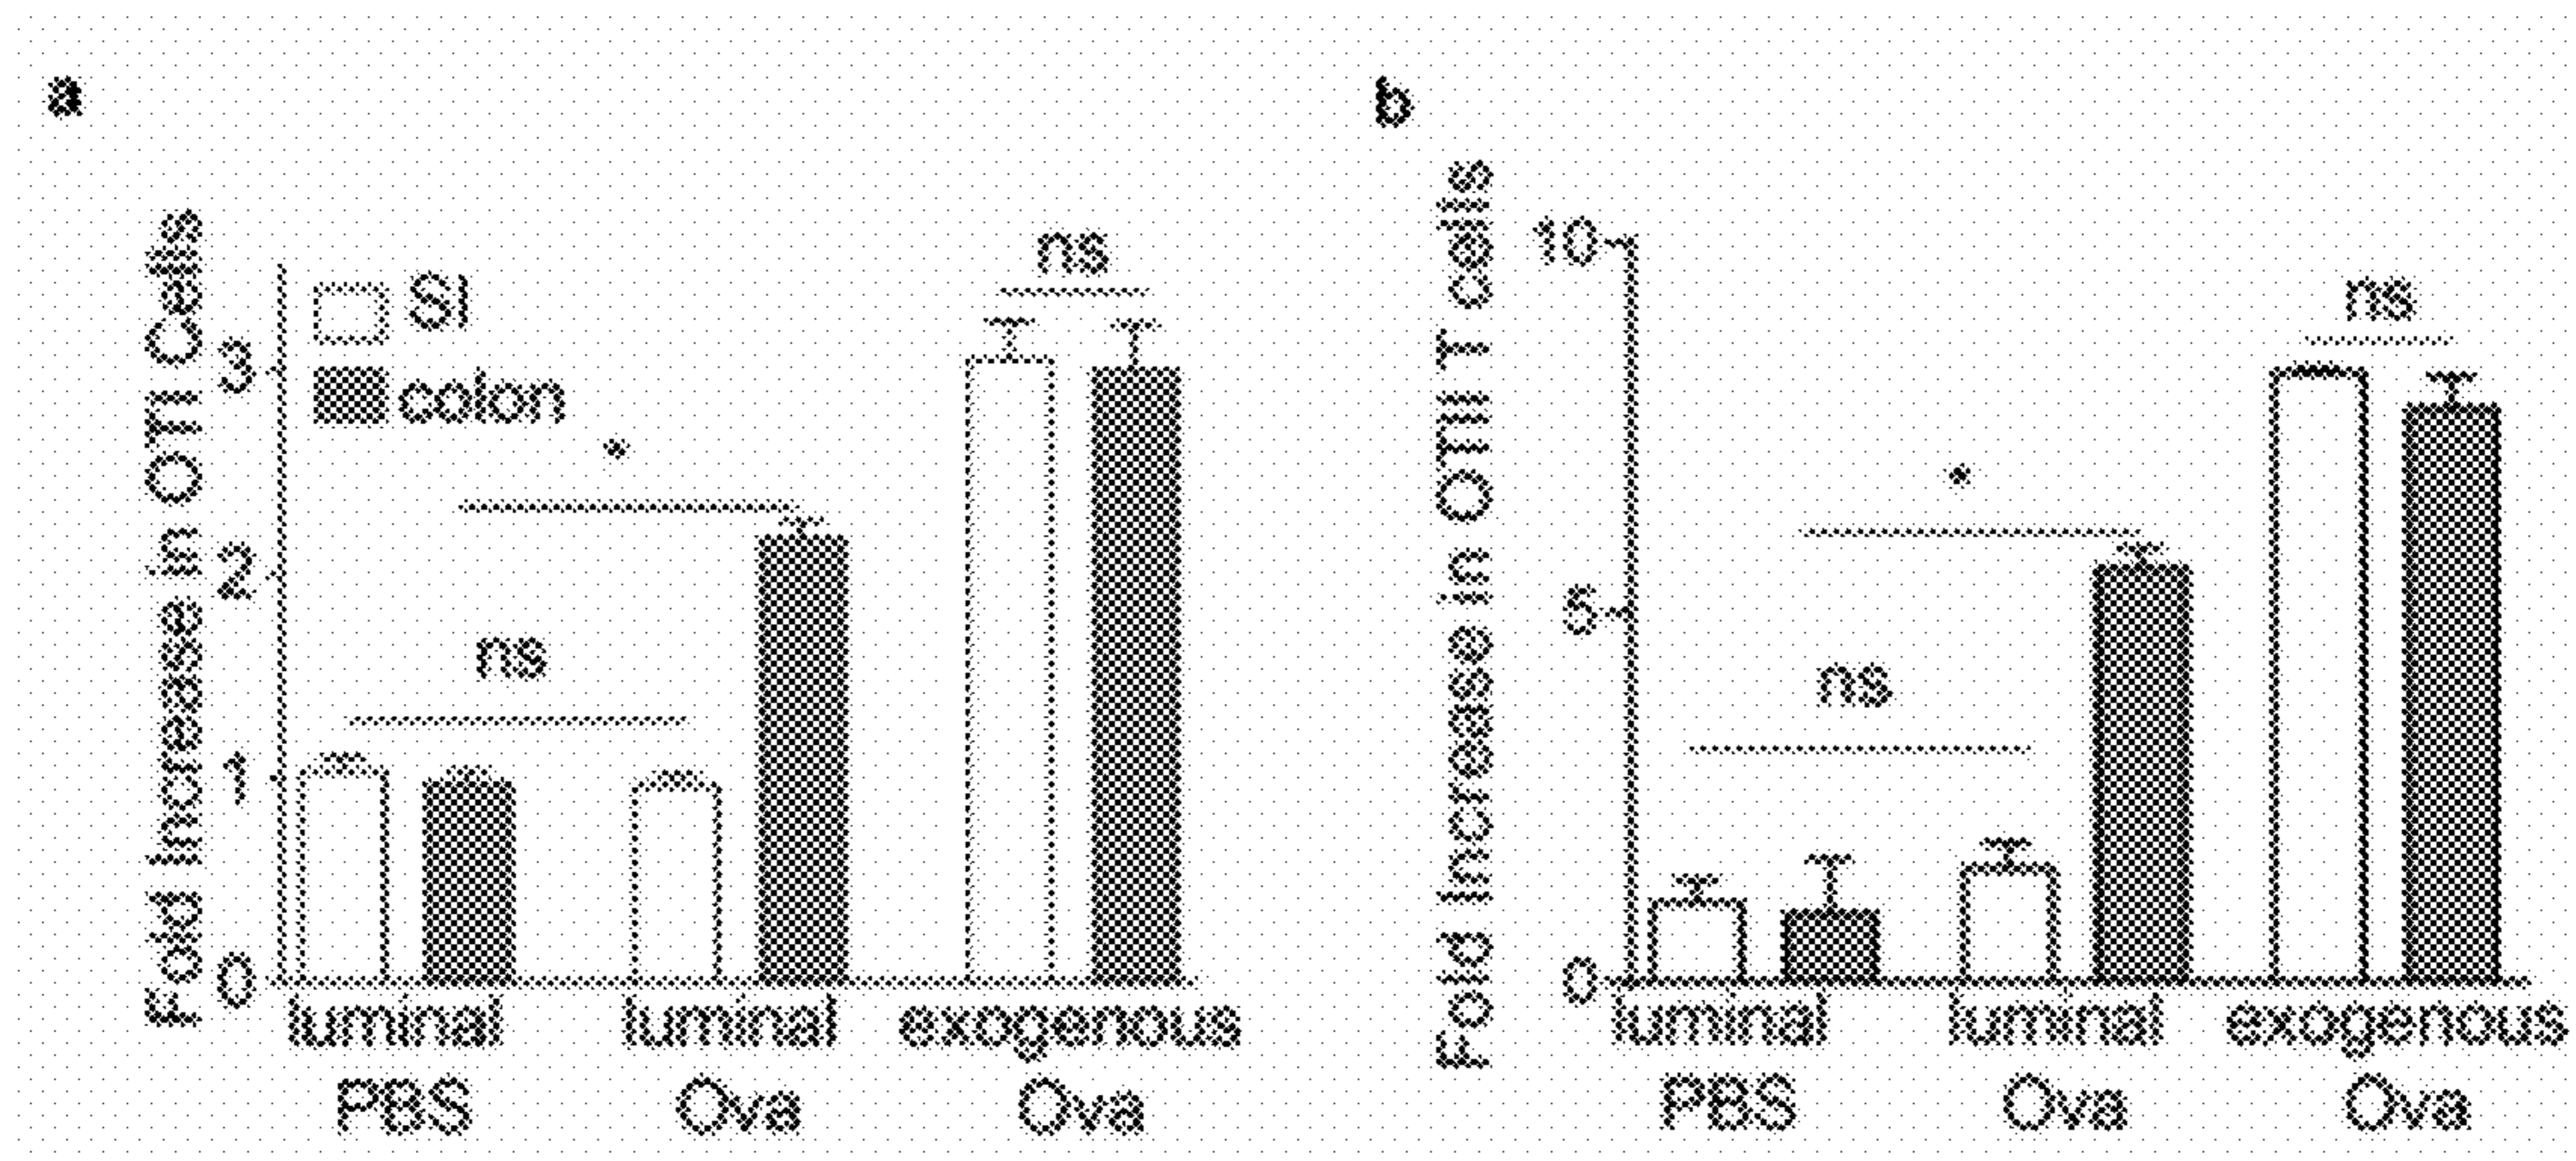 a
Fold Increase in OTI Cells
3
2
1
0
SI
colon
*
ns
ns
luminal luminal exogenous
PBS Ova Ova
b
Fold Increase in OTII T cells
10
5
0
*
ns
ns
luminal luminal exogenous
PBS Ova Ova